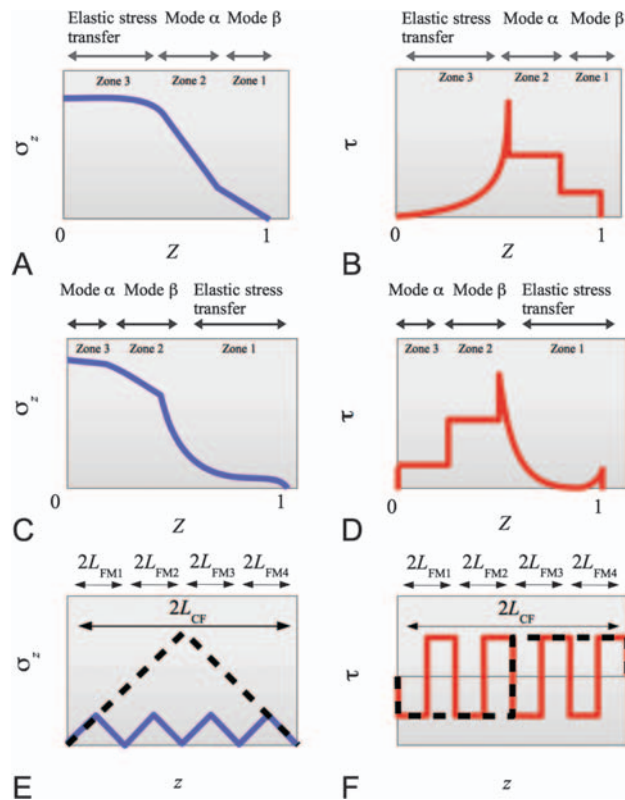 Elastic stress transfer Mode α Mode β
Zone 3 Zone 2 Zone 1
σz
0 1
Z
A
Elastic stress transfer Mode α Mode β
Zone 3 Zone 2 Zone 1
τ
0 1
Z
B
Mode α Mode β Elastic stress transfer
Zone 3 Zone 2 Zone 1
σz
0 1
Z
C
Mode α Mode β Elastic stress transfer
Zone 3 Zone 2 Zone 1
τ
0 1
Z
D
2LFM1 2LFM2 2LFM3 2LFM4
2LCF
σz
z
E
2LFM1 2LFM2 2LFM3 2LFM4
2LCF
τ
z
F